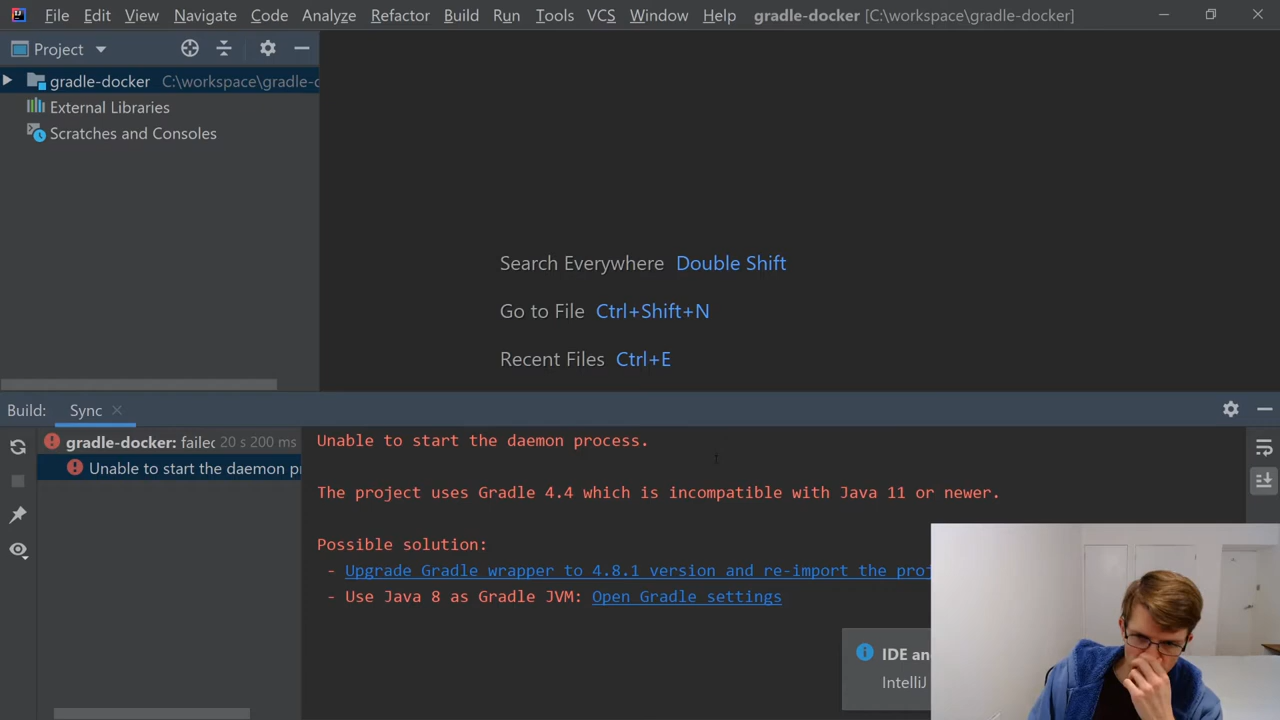 File Edit View Navigate Code Analyze Refactor Build Run Tools VCS Window Help gradle-docker [C:\workspace\gradle-docker]
Project
gradle-docker C:\workspace\gradle-d
External Libraries
Scratches and Consoles
Search Everywhere Double Shift
Go to File Ctrl+Shift+N
Recent Files Ctrl+E
Build: Sync
gradle-docker: failed 20 s 200 ms
Unable to start the daemon pr
Unable to start the daemon process.
The project uses Gradle 4.4 which is incompatible with Java 11 or newer.
Possible solution:
- Upgrade Gradle wrapper to 4.8.1 version and re-import the pro
- Use Java 8 as Gradle JVM: Open Gradle settings
IDE an
IntelliJ